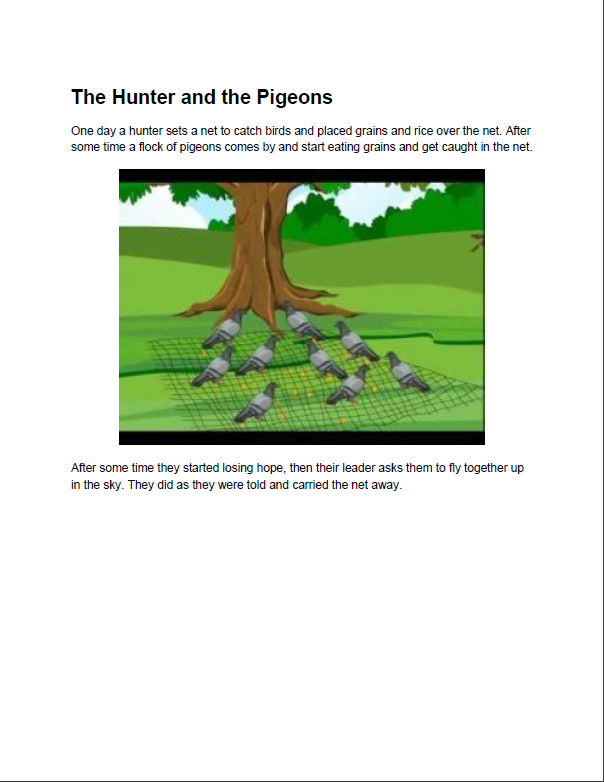 The Hunter and the Pigeons
One day a hunter sets a net to catch birds and placed grains and rice over the net. After
some time a flock of pigeons comes by and start eating grains and get caught in the net.
After some time they started losing hope, then their leader asks them to fly together up
in the sky. They did as they were told and carried the net away.